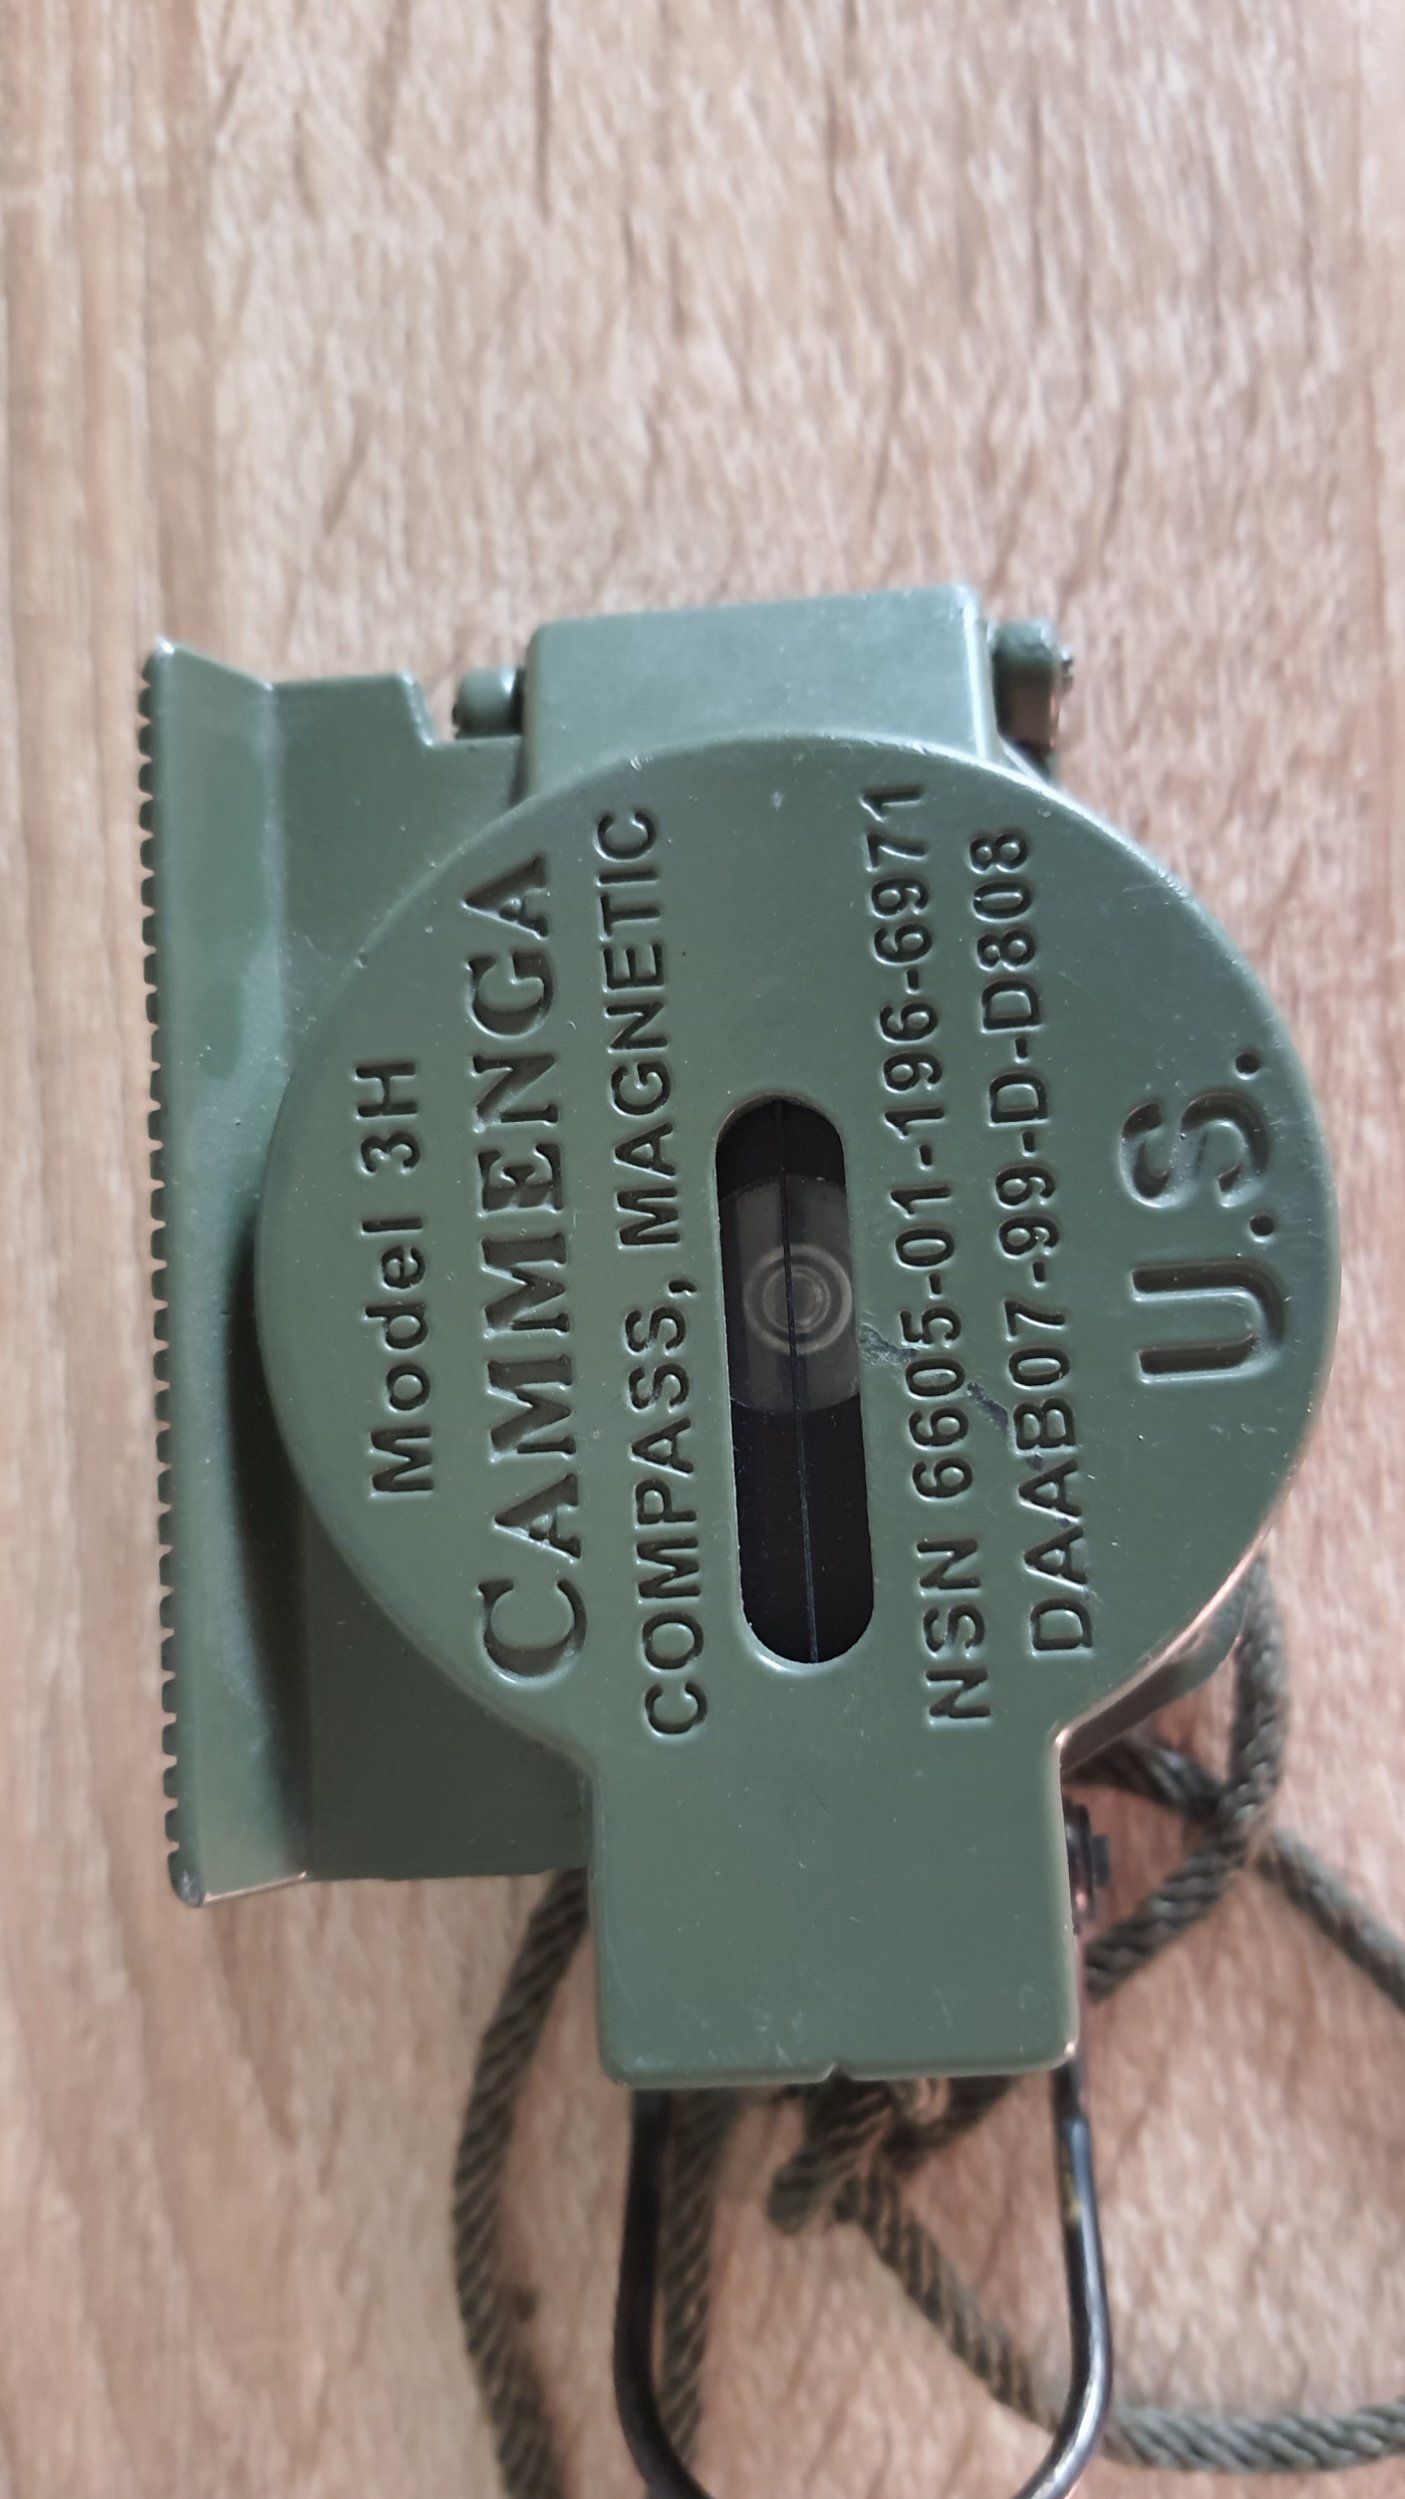 Model 3H
CAMMENGA
COMPASS, MAGNETIC
NSN 6605-01-196-6971
DAAB07-99-D-D808
U.S.